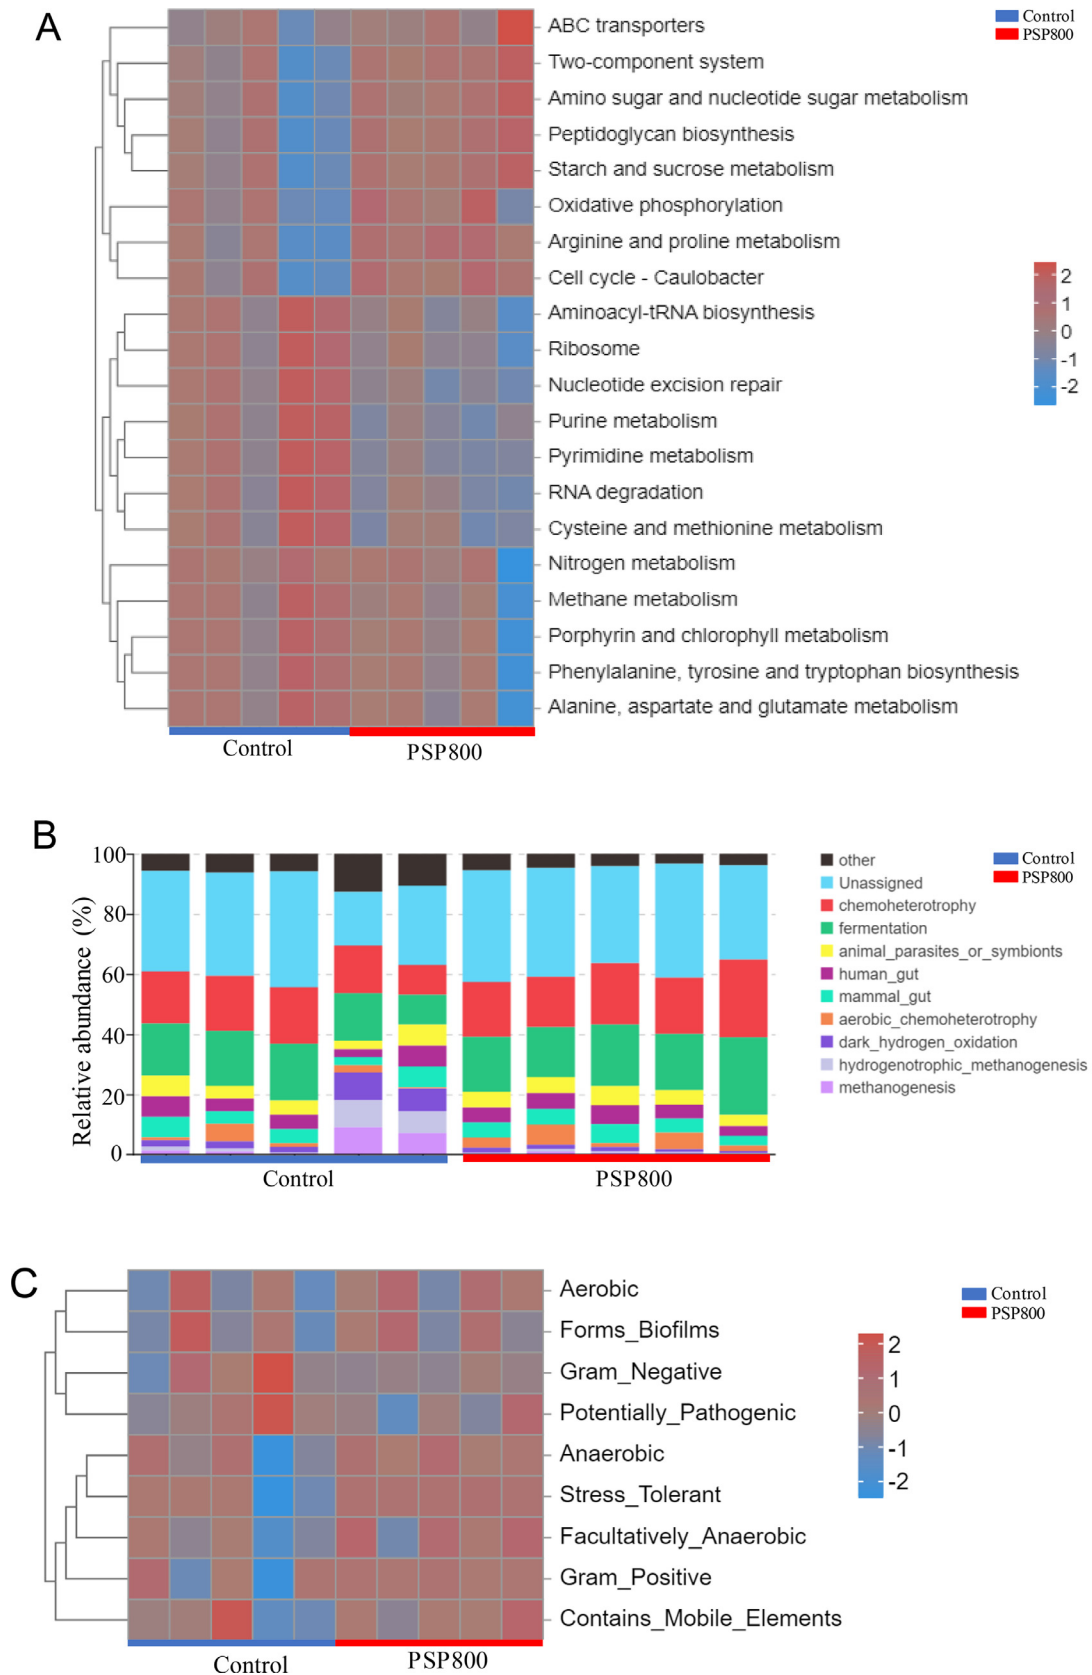 A
ABC transporters
Control
PSP800
Two-component system
Amino sugar and nucleotide sugar metabolism
Peptidoglycan biosynthesis
Starch and sucrose metabolism
Oxidative phosphorylation
Arginine and proline metabolism
Cell cycle - Caulobacter
Aminoacyl-tRNA biosynthesis
Ribosome
Nucleotide excision repair
Purine metabolism
Pyrimidine metabolism
RNA degradation
Cysteine and methionine metabolism
Nitrogen metabolism
Methane metabolism
Porphyrin and chlorophyll metabolism
Phenylalanine, tyrosine and tryptophan biosynthesis
Alanine, aspartate and glutamate metabolism
2
1
0
-1
-2
Control
PSP800
B
Relative abundance (%)
100
80
60
40
20
0
Control
PSP800
other
Unassigned
chemoheterotrophy
fermentation
animal_parasites_or_symbionts
human_gut
mammal_gut
aerobic_chemoheterotrophy
dark_hydrogen_oxidation
hydrogenotrophic_methanogenesis
methanogenesis
Control
PSP800
C
Aerobic
Forms_Biofilms
Gram_Negative
Potentially_Pathogenic
Anaerobic
Stress_Tolerant
Facultatively_Anaerobic
Gram_Positive
Contains_Mobile_Elements
Control
PSP800
2
1
0
-1
-2
Control
PSP800